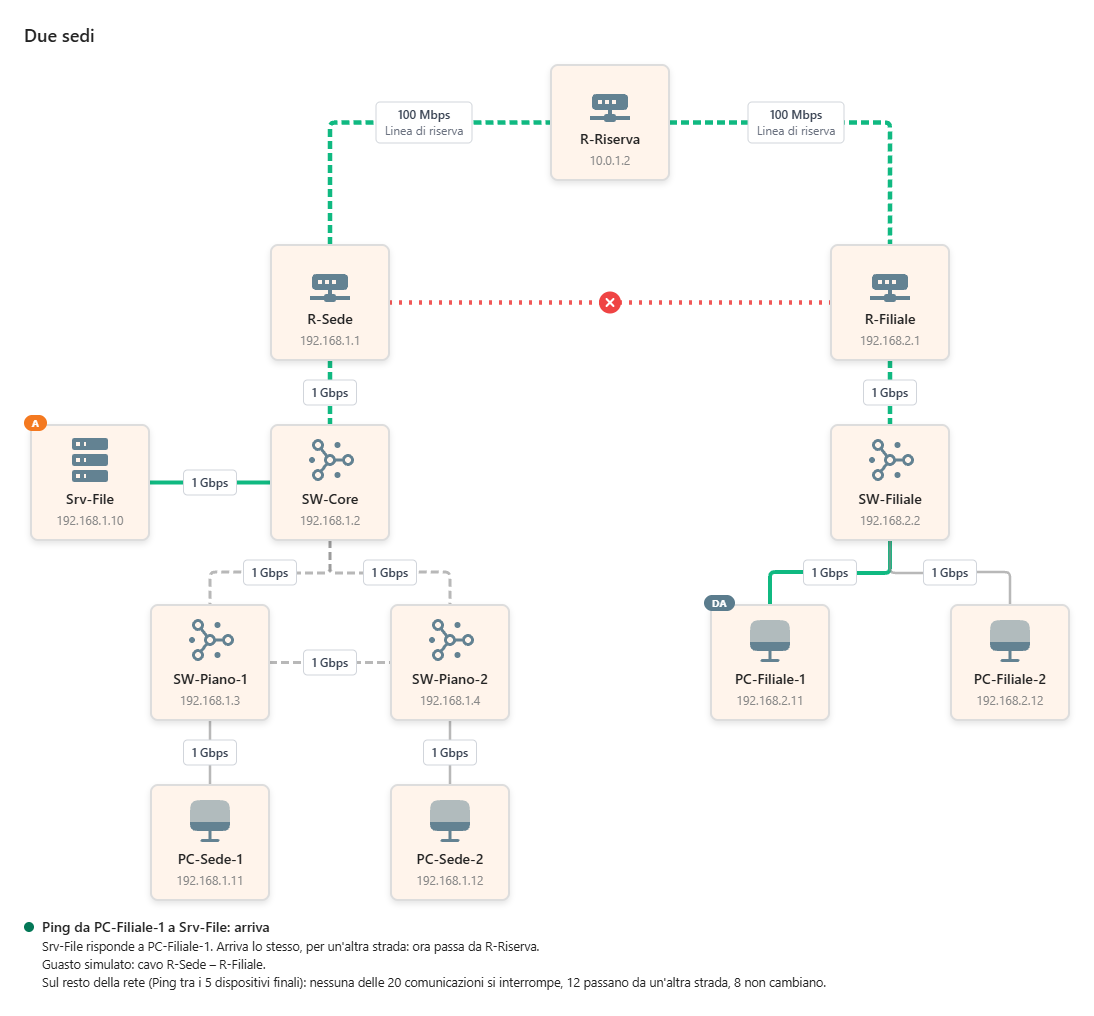 Due sedi
R-Riserva
10.0.1.2
100 Mbps
Linea di riserva
100 Mbps
Linea di riserva
R-Sede
192.168.1.1
R-Filiale
192.168.2.1
1 Gbps
1 Gbps
A
Srv-File
192.168.1.10
1 Gbps
SW-Core
192.168.1.2
SW-Filiale
192.168.2.2
1 Gbps
1 Gbps
1 Gbps
1 Gbps
SW-Piano-1
192.168.1.3
1 Gbps
SW-Piano-2
192.168.1.4
DA
PC-Filiale-1
192.168.2.11
PC-Filiale-2
192.168.2.12
1 Gbps
1 Gbps
PC-Sede-1
192.168.1.11
PC-Sede-2
192.168.1.12
Ping da PC-Filiale-1 a Srv-File: arriva
Srv-File risponde a PC-Filiale-1. Arriva lo stesso, per un'altra strada: ora passa da R-Riserva.
Guasto simulato: cavo R-Sede – R-Filiale.
Sul resto della rete (Ping tra i 5 dispositivi finali): nessuna delle 20 comunicazioni si interrompe, 12 passano da un'altra strada, 8 non cambiano.